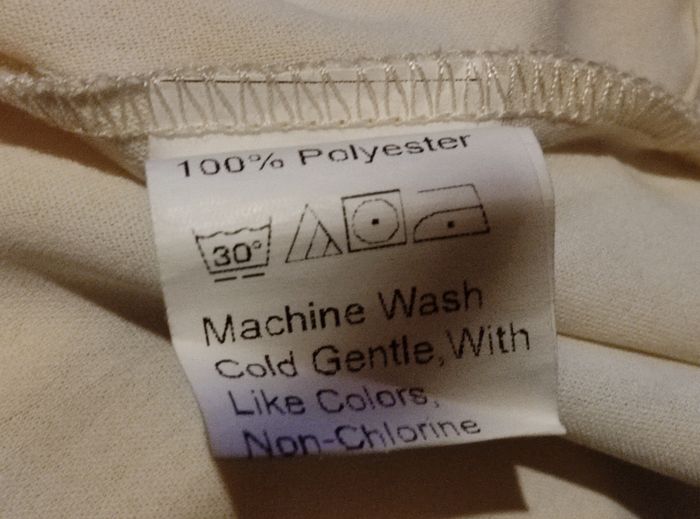 100% Polyester
30°
Machine Wash
Cold Gentle, With
Like Colors,
Non-Chlorine